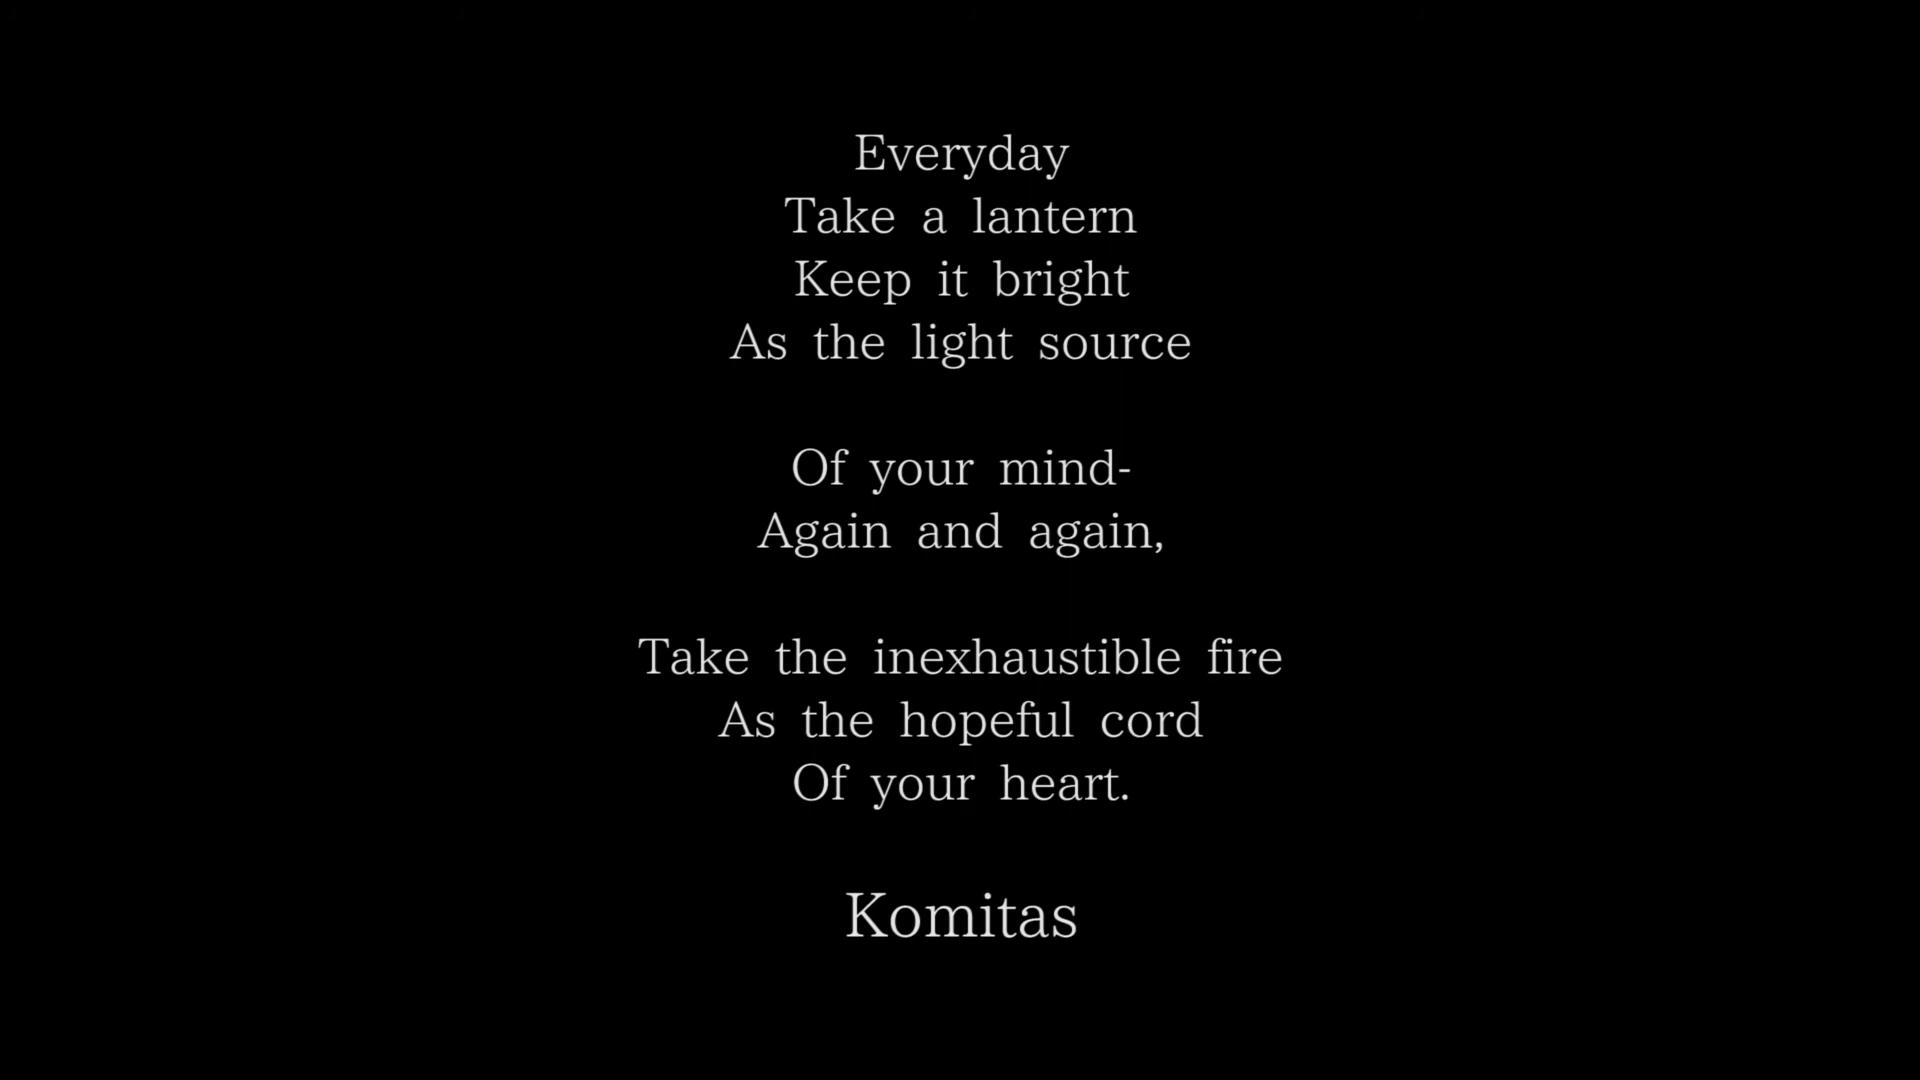 Everyday
Take a lantern
Keep it bright
As the light source
Of your mind-
Again and again,
Take the inexhaustible fire
As the hopeful cord
Of your heart.
Komitas